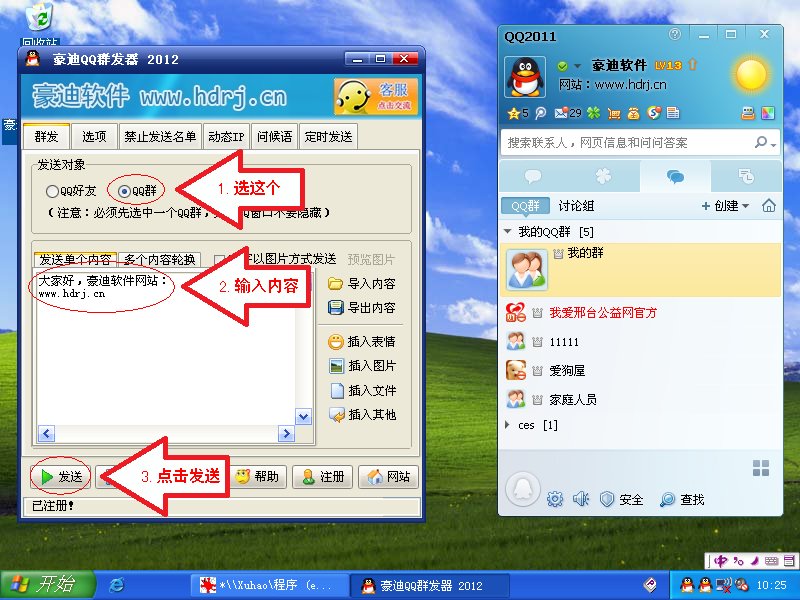 回收站
豪迪QQ群发器 2012
豪迪软件 www.hdrj.cn
客服
点击交流
群发 选项 禁止发送名单 动态IP 问候语 定时发送
发送对象
QQ好友 QQ群
1. 选这个
(注意：必须先选中一个QQ群，
QQ窗口不要隐藏)
发送单个内容 多个内容轮换
以图片方式发送 预览图片
大家好，豪迪软件网站：
www.hdrj.cn
2. 输入内容
导入内容
导出内容
插入表情
插入图片
插入文件
插入其他
发送
3. 点击发送
帮助 注册 网站
已注册!
QQ2011
豪迪软件 LV13
网站：www.hdrj.cn
5 29
搜索联系人，网页信息和问问答案
QQ群 讨论组 + 创建
我的QQ群 [5]
我的群
我爱邢台公益网官方
11111
爱狗屋
家庭人员
ces [1]
安全 查找
豪
中
开始
*\\Xuhao\程序 (e...
豪迪QQ群发器 2012
10:25